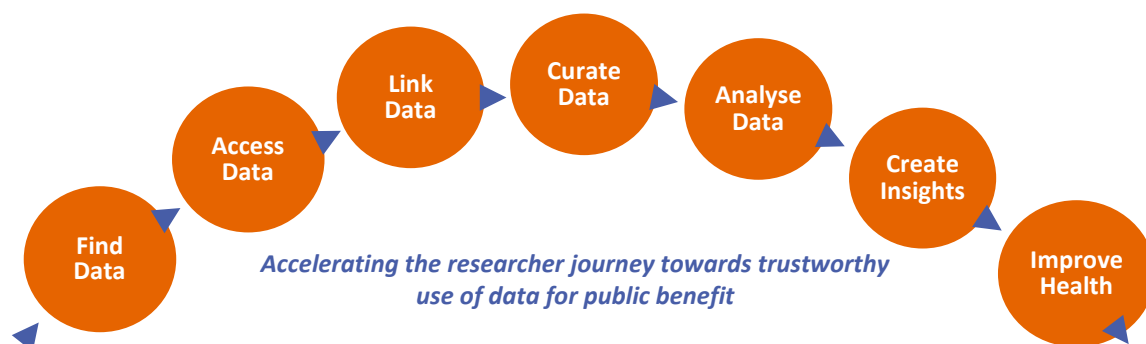 Find
Data
Access
Data
Link
Data
Curate
Data
Analyse
Data
Create
Insights
Improve
Health
Accelerating the researcher journey towards trustworthy
use of data for public benefit